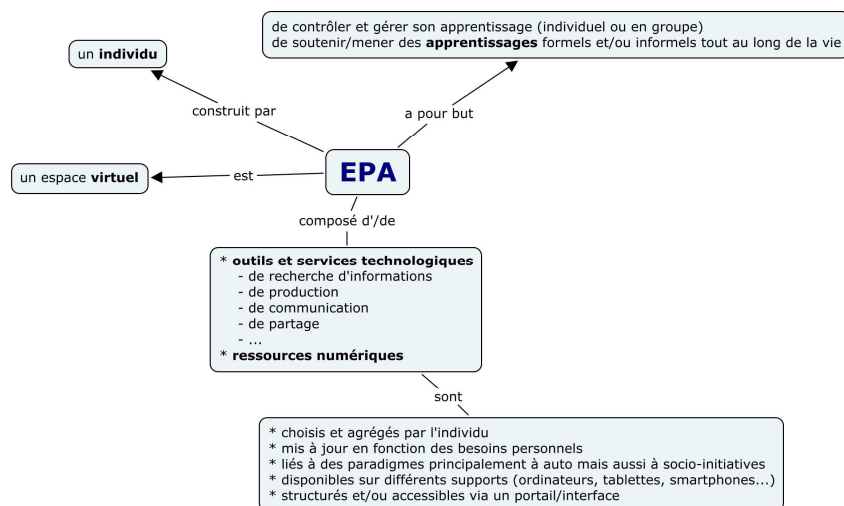 de contrôler et gérer son apprentissage (individuel ou en groupe)
de soutenir/mener des apprentissages formels et/ou informels tout au long de la vie
un individu
construit par
a pour but
EPA
un espace virtuel
est
composé d'/de
* outils et services technologiques
- de recherche d'informations
- de production
- de communication
- de partage
- ...
* ressources numériques
sont
* choisis et agrégés par l'individu
* mis à jour en fonction des besoins personnels
* liés à des paradigmes principalement à auto mais aussi à socio-initiatives
* disponibles sur différents supports (ordinateurs, tablettes, smartphones...)
* structurés et/ou accessibles via un portail/interface